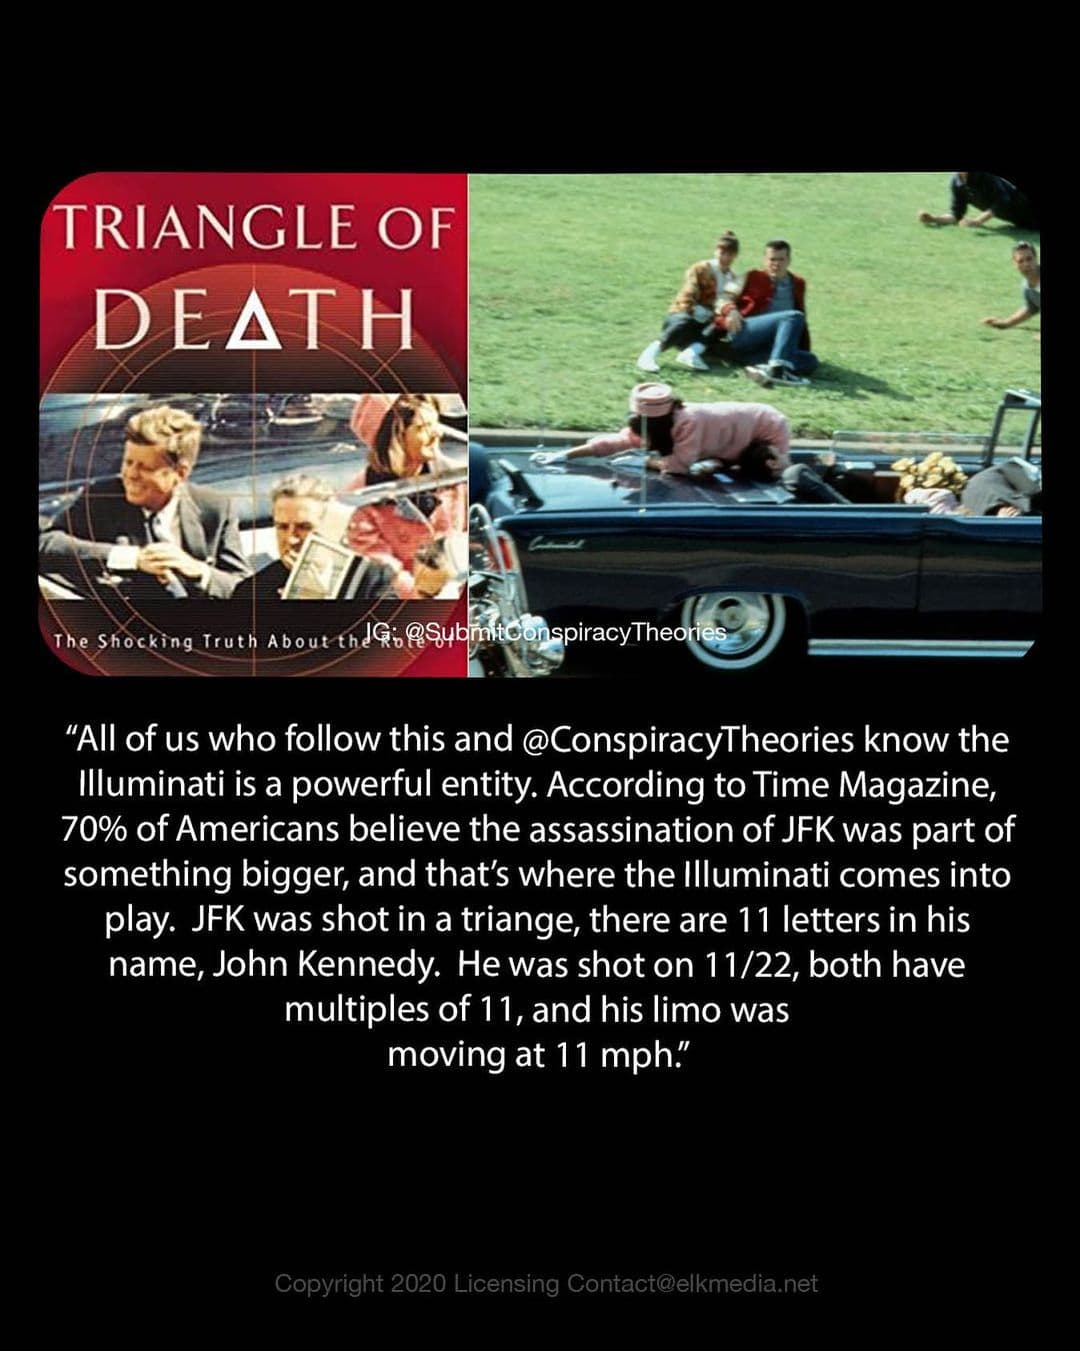 TRIANGLE OF
DEATH
The Shocking Truth About the Role of
IG: @SubmitConspiracyTheories
Continental
“All of us who follow this and @ConspiracyTheories know the
Illuminati is a powerful entity. According to Time Magazine,
70% of Americans believe the assassination of JFK was part of
something bigger, and that’s where the Illuminati comes into
play.  JFK was shot in a triange, there are 11 letters in his
name, John Kennedy.  He was shot on 11/22, both have
multiples of 11, and his limo was
moving at 11 mph.”
Copyright 2020 Licensing Contact@elkmedia.net